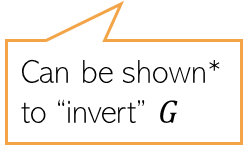 Can be shown*
to “invert” G